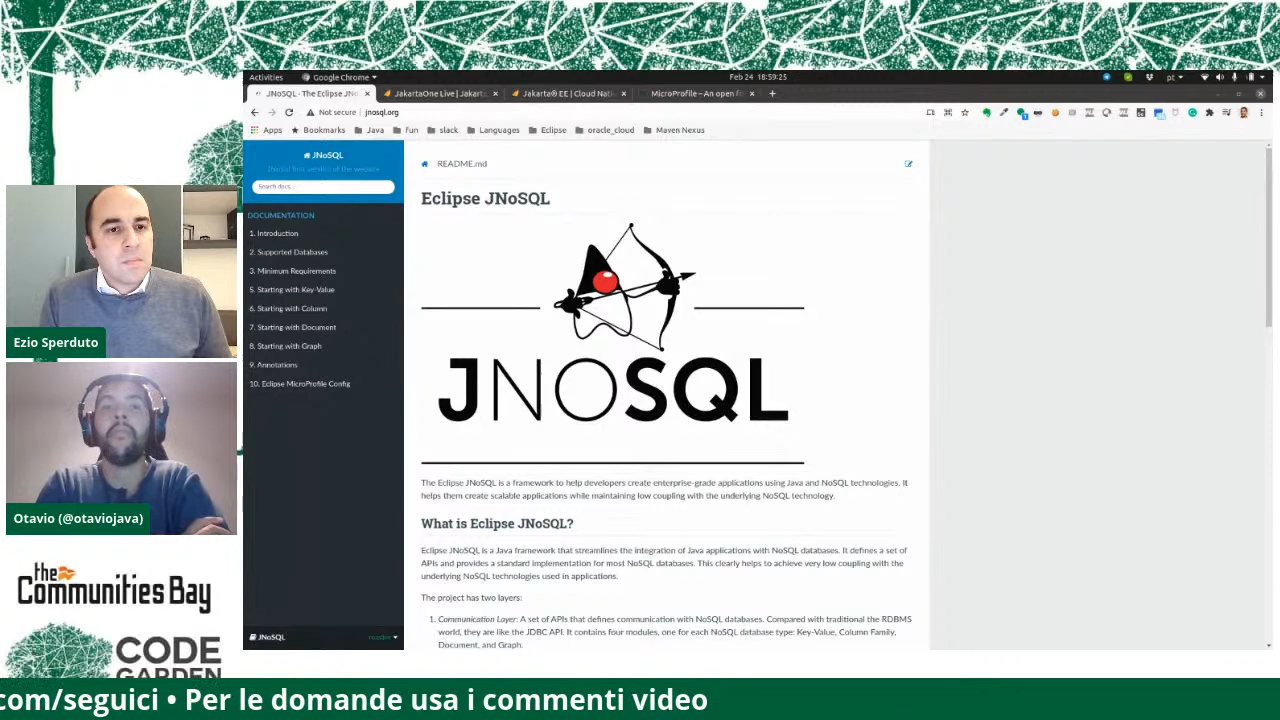 Activities
Google Chrome
Feb 24 18:59:25
pt
JNoSQL - The Eclipse JNo
JakartaOne Live | Jakarta
Jakarta® EE | Cloud Nati
MicroProfile – An open f
Not secure | jnosql.org
Apps
Bookmarks
Java
fun
slack
Languages
Eclipse
oracle_cloud
Maven Nexus
JNoSQL
Search docs
DOCUMENTATION
1. Introduction
2. Supported Databases
3. Minimum Requirements
5. Starting with Key-Value
6. Starting with Column
7. Starting with Document
8. Starting with Graph
9. Annotations
10. Eclipse MicroProfile Config
JNoSQL
README.md
Eclipse JNoSQL
JNOSQL
The Eclipse JNoSQL is a framework to help developers create enterprise-grade applications using Java and NoSQL technologies. It
helps them create scalable applications while maintaining low coupling with the underlying NoSQL technology.
What is Eclipse JNoSQL?
Eclipse JNoSQL is a Java framework that streamlines the integration of Java applications with NoSQL databases. It defines a set of
APIs and provides a standard implementation for most NoSQL databases. This clearly helps to achieve very low coupling with the
underlying NoSQL technologies used in applications.
The project has two layers:
1. Communication Layer: A set of APIs that defines communication with NoSQL databases. Compared with traditional the RDBMS
world, they are like the JDBC API. It contains four modules, one for each NoSQL database type: Key-Value, Column Family,
Document, and Graph.
Ezio Sperduto
Otavio (@otaviojava)
the
Communities Bay
CODE
GARDEN
com/seguici • Per le domande usa i commenti video